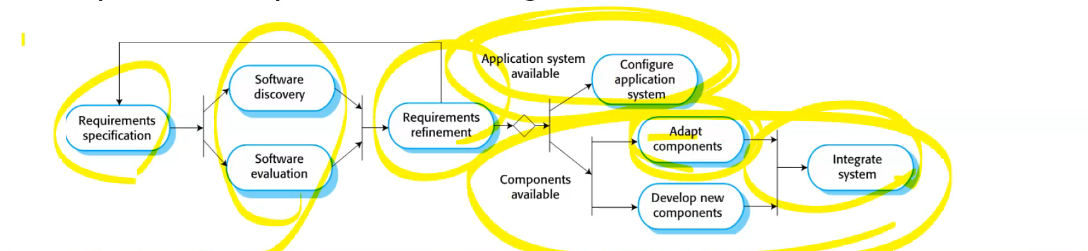 Requirements
specification
Software
discovery
Software
evaluation
Requirements
refinement
Application system
available
Configure
application
system
Components
available
Adapt
components
Develop new
components
Integrate
system